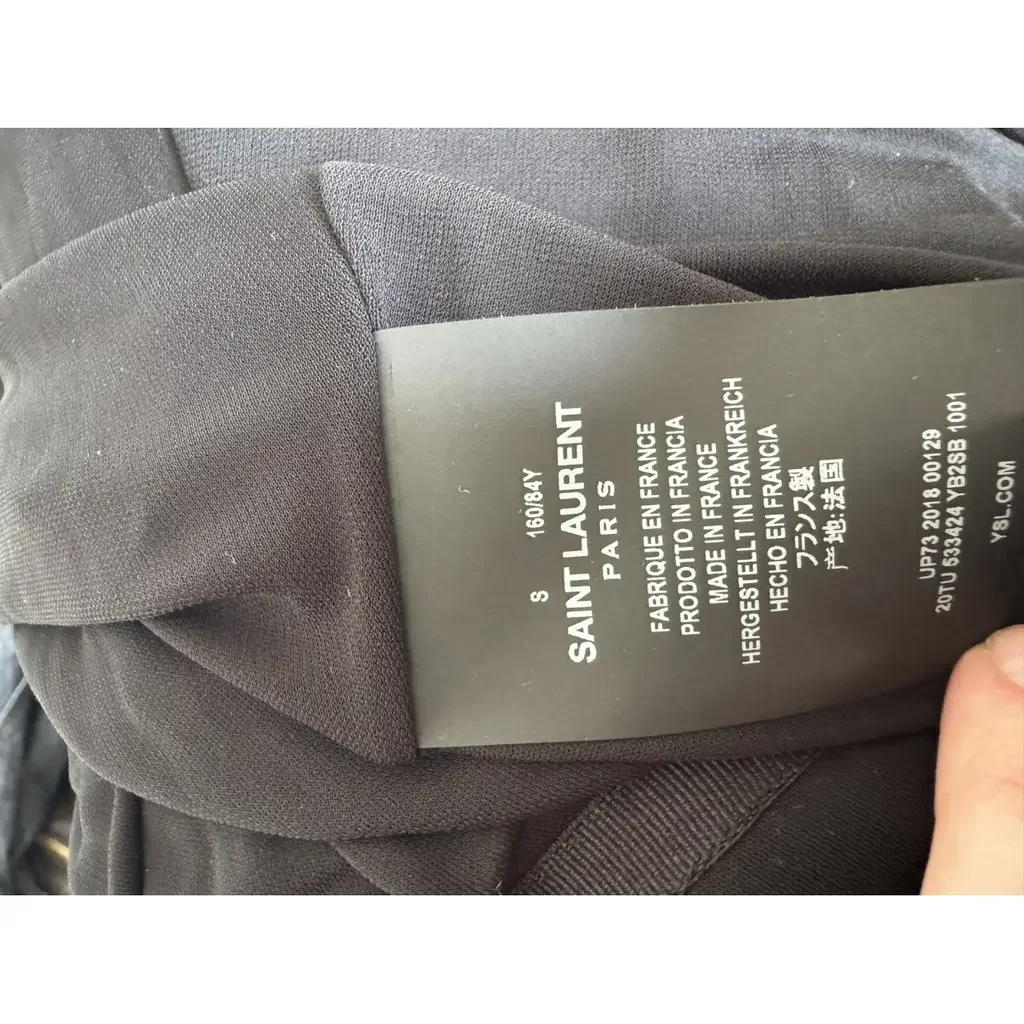 S 160/84Y
SAINT LAURENT
PARIS
FABRIQUE EN FRANCE
PRODOTTO IN FRANCIA
MADE IN FRANCE
HERGESTELLT IN FRANKREICH
HECHO EN FRANCIA
フランス製
产地:法国
UP73 2018 00129
20TU 533424 YB2SB 1001
YSL.COM